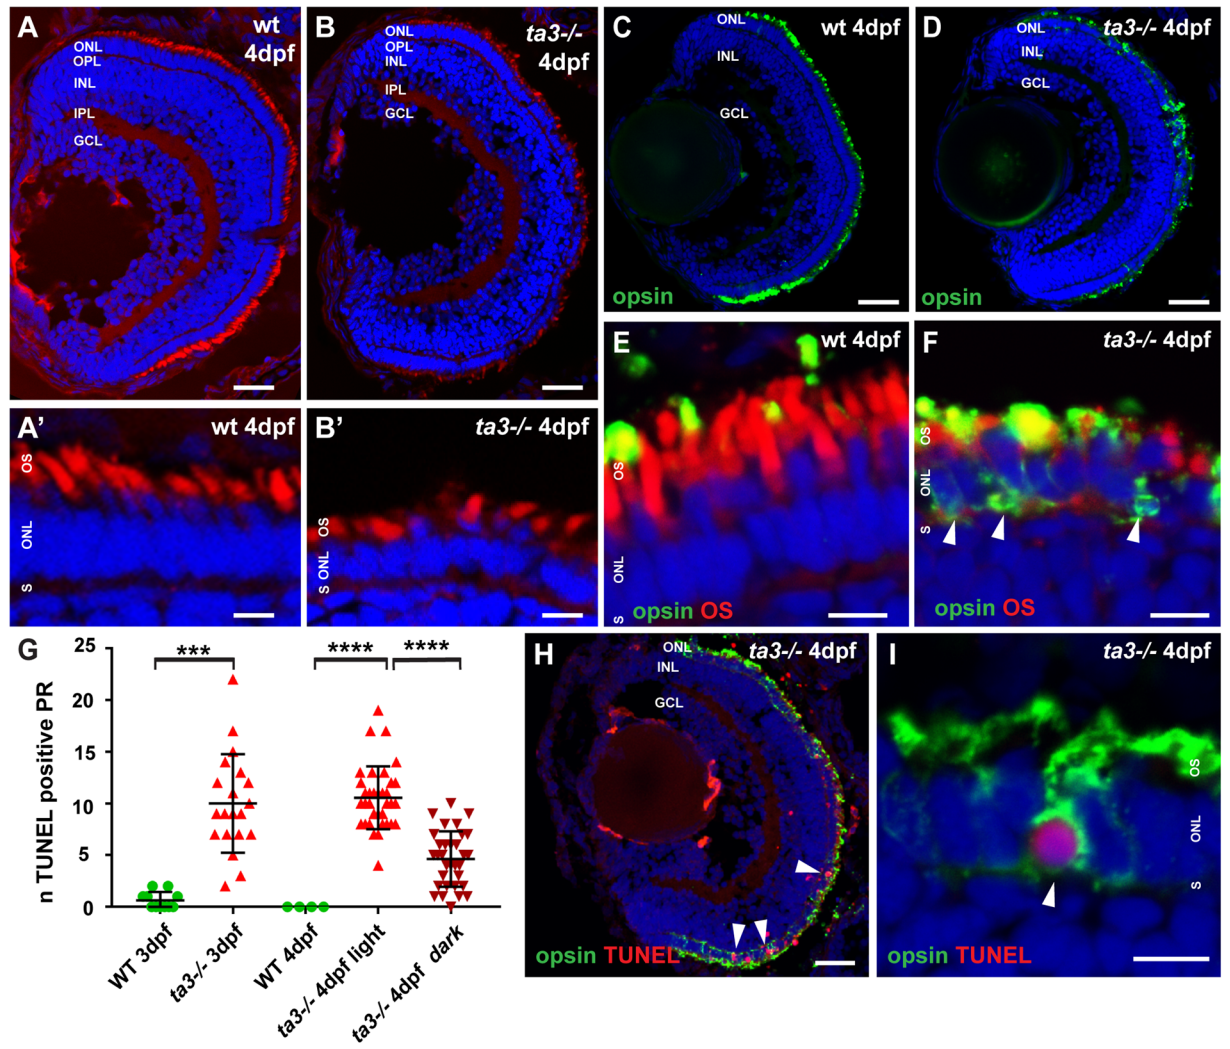 A
wt
4dpf
ONL
OPL
INL
IPL
GCL
B
ta3-/-
4dpf
ONL
OPL
INL
IPL
GCL
C
wt 4dpf
ONL
INL
GCL
opsin
D
ta3-/- 4dpf
ONL
INL
GCL
opsin
A’
wt 4dpf
OS
ONL
S
B’
ta3-/- 4dpf
OS
ONL
S
E
wt 4dpf
OS
ONL
S
opsin OS
F
ta3-/- 4dpf
OS
ONL
S
opsin OS
G
n TUNEL positive PR
25
20
15
10
5
0
***
****
****
WT 3dpf
ta3-/- 3dpf
WT 4dpf
ta3-/- 4dpf light
ta3-/- 4dpf dark
H
ta3-/- 4dpf
ONL
INL
GCL
opsin TUNEL
I
ta3-/- 4dpf
OS
ONL
S
opsin TUNEL